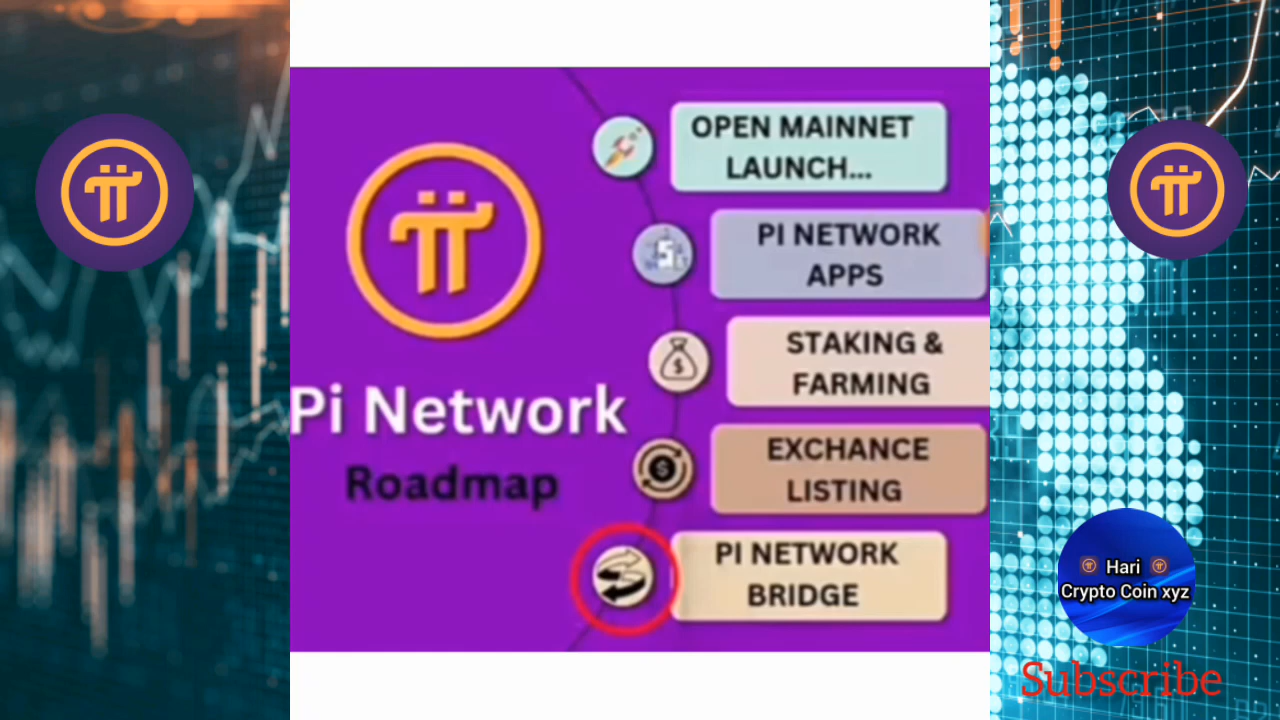 OPEN MAINNET
LAUNCH...
PI NETWORK
APPS
STAKING &
FARMING
Pi Network
Roadmap
EXCHANCE
LISTING
PI NETWORK
BRIDGE
Hari
Crypto Coin xyz
Subscribe